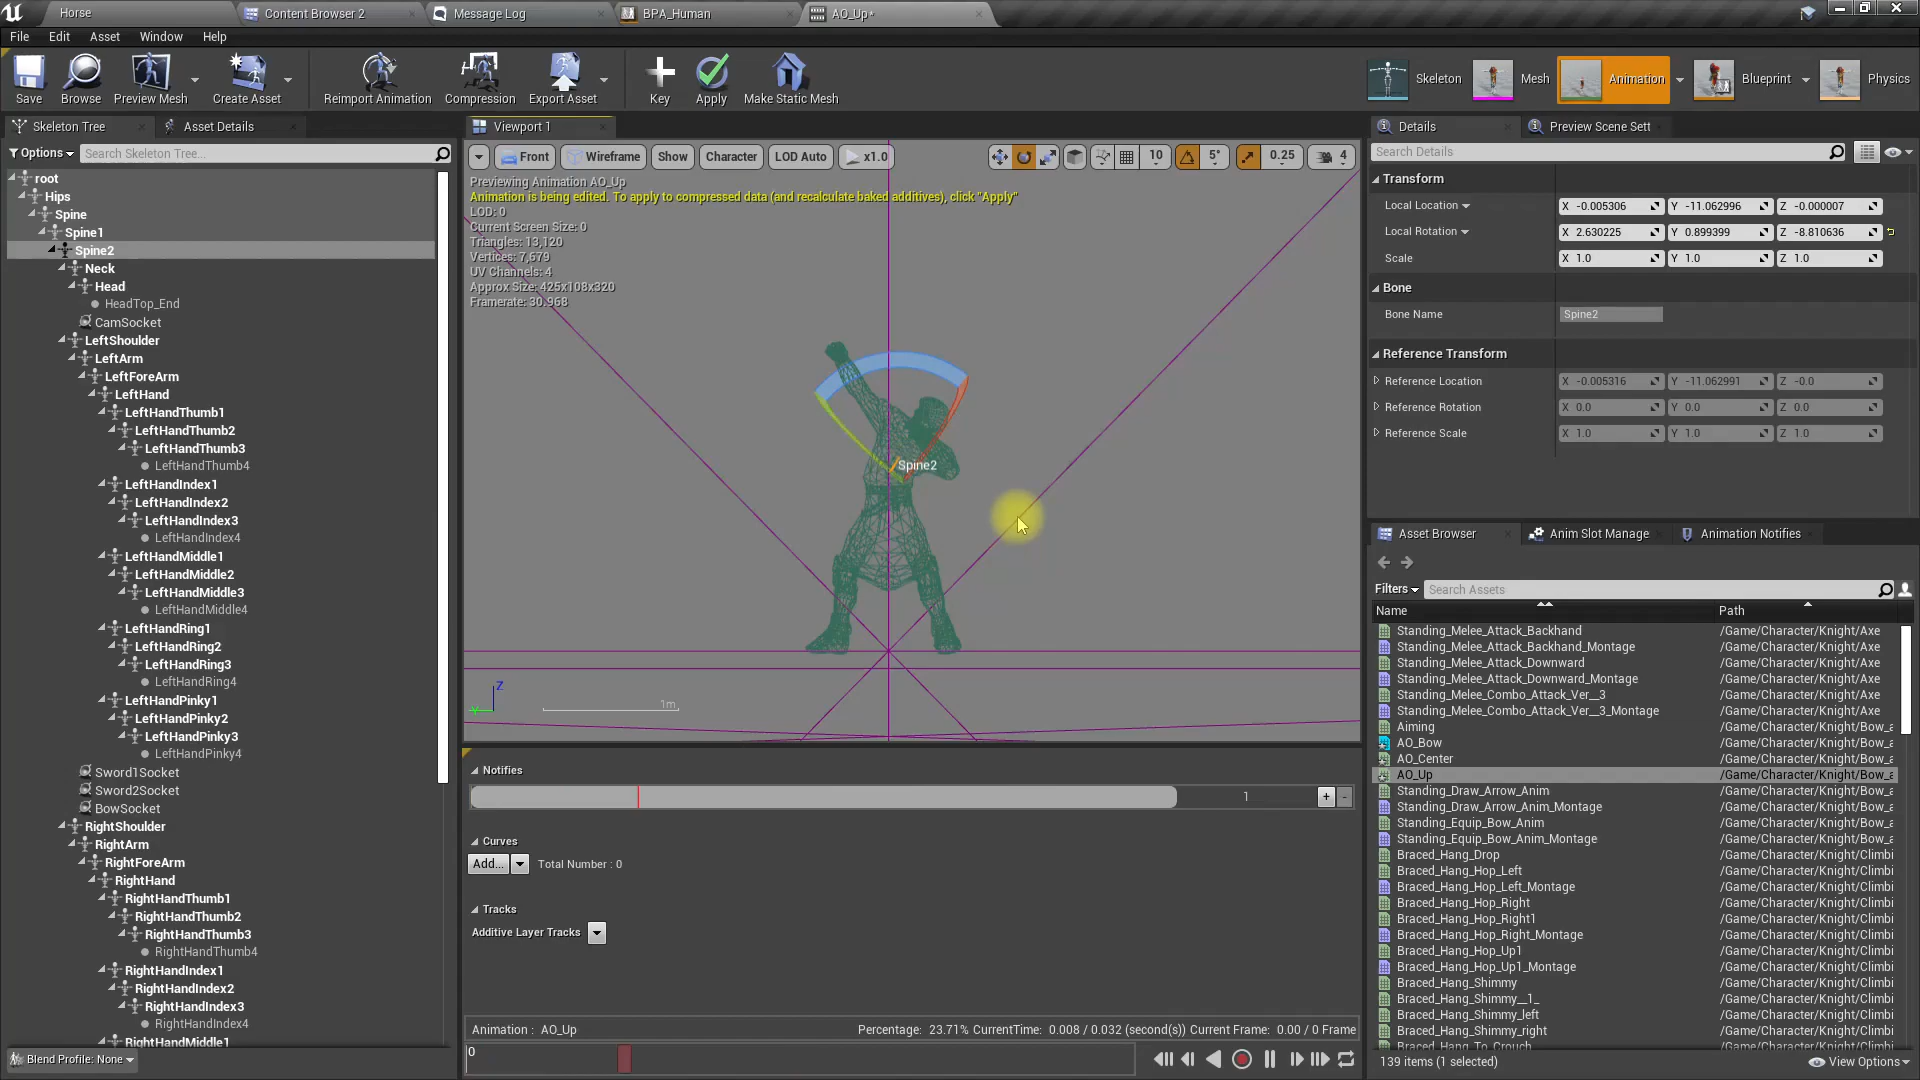 Horse
Content Browser 2
Message Log
BPA_Human
AO_Up*
File Edit Asset Window Help
Save
Browse
Preview Mesh
Create Asset
Reimport Animation
Compression
Export Asset
Key
Apply
Make Static Mesh
Skeleton
Mesh
Animation
Blueprint
Physics
Skeleton Tree
Asset Details
Options
Search Skeleton Tree...
root
Hips
Spine
Spine1
Spine2
Neck
Head
HeadTop_End
CamSocket
LeftShoulder
LeftArm
LeftForeArm
LeftHand
LeftHandThumb1
LeftHandThumb2
LeftHandThumb3
LeftHandThumb4
LeftHandIndex1
LeftHandIndex2
LeftHandIndex3
LeftHandIndex4
LeftHandMiddle1
LeftHandMiddle2
LeftHandMiddle3
LeftHandMiddle4
LeftHandRing1
LeftHandRing2
LeftHandRing3
LeftHandRing4
LeftHandPinky1
LeftHandPinky2
LeftHandPinky3
LeftHandPinky4
Sword1Socket
Sword2Socket
BowSocket
RightShoulder
RightArm
RightForeArm
RightHand
RightHandThumb1
RightHandThumb2
RightHandThumb3
RightHandThumb4
RightHandIndex1
RightHandIndex2
RightHandIndex3
RightHandIndex4
RightHandMiddle1
Blend Profile: None
Viewport 1
Front Wireframe Show Character LOD Auto x1.0 10 5° 0.25 4
Previewing Animation AO_Up
Animation is being edited. To apply to compressed data (and recalculate baked additives), click "Apply"
LOD: 0
Current Screen Size: 0
Triangles: 13,120
Vertices: 7,679
UV Channels: 4
Approx Size: 425x108x320
Framerate: 30.968
Spine2
Z
Y
1m
Notifies
1
+ -
Curves
Add... Total Number : 0
Tracks
Additive Layer Tracks
Animation : AO_Up Percentage: 23.71% CurrentTime: 0.008 / 0.032 (second(s)) Current Frame: 0.00 / 0 Frame
0
Details
Preview Scene Sett
Search Details
Transform
Local Location X -0.005306 Y -11.062996 Z -0.000007
Local Rotation X 2.630225 Y 0.899399 Z -8.810636
Scale X 1.0 Y 1.0 Z 1.0
Bone
Bone Name Spine2
Reference Transform
Reference Location X -0.005316 Y -11.062991 Z -0.0
Reference Rotation X 0.0 Y 0.0 Z 0.0
Reference Scale X 1.0 Y 1.0 Z 1.0
Asset Browser
Anim Slot Manage
Animation Notifies
Filters
Search Assets
Name Path
Standing_Melee_Attack_Backhand /Game/Character/Knight/Axe
Standing_Melee_Attack_Backhand_Montage /Game/Character/Knight/Axe
Standing_Melee_Attack_Downward /Game/Character/Knight/Axe
Standing_Melee_Attack_Downward_Montage /Game/Character/Knight/Axe
Standing_Melee_Combo_Attack_Ver__3 /Game/Character/Knight/Axe
Standing_Melee_Combo_Attack_Ver__3_Montage /Game/Character/Knight/Axe
Aiming /Game/Character/Knight/Bow_a
AO_Bow /Game/Character/Knight/Bow_a
AO_Center /Game/Character/Knight/Bow_a
AO_Up /Game/Character/Knight/Bow_a
Standing_Draw_Arrow_Anim /Game/Character/Knight/Bow_a
Standing_Draw_Arrow_Anim_Montage /Game/Character/Knight/Bow_a
Standing_Equip_Bow_Anim /Game/Character/Knight/Bow_a
Standing_Equip_Bow_Anim_Montage /Game/Character/Knight/Bow_a
Braced_Hang_Drop /Game/Character/Knight/Climbi
Braced_Hang_Hop_Left /Game/Character/Knight/Climbi
Braced_Hang_Hop_Left_Montage /Game/Character/Knight/Climbi
Braced_Hang_Hop_Right /Game/Character/Knight/Climbi
Braced_Hang_Hop_Right1 /Game/Character/Knight/Climbi
Braced_Hang_Hop_Right_Montage /Game/Character/Knight/Climbi
Braced_Hang_Hop_Up1 /Game/Character/Knight/Climbi
Braced_Hang_Hop_Up1_Montage /Game/Character/Knight/Climbi
Braced_Hang_Shimmy /Game/Character/Knight/Climbi
Braced_Hang_Shimmy__1_ /Game/Character/Knight/Climbi
Braced_Hang_Shimmy_left /Game/Character/Knight/Climbi
Braced_Hang_Shimmy_right /Game/Character/Knight/Climbi
Braced_Hang_To_Crouch /Game/Character/Knight/Climbi
139 items (1 selected) View Options